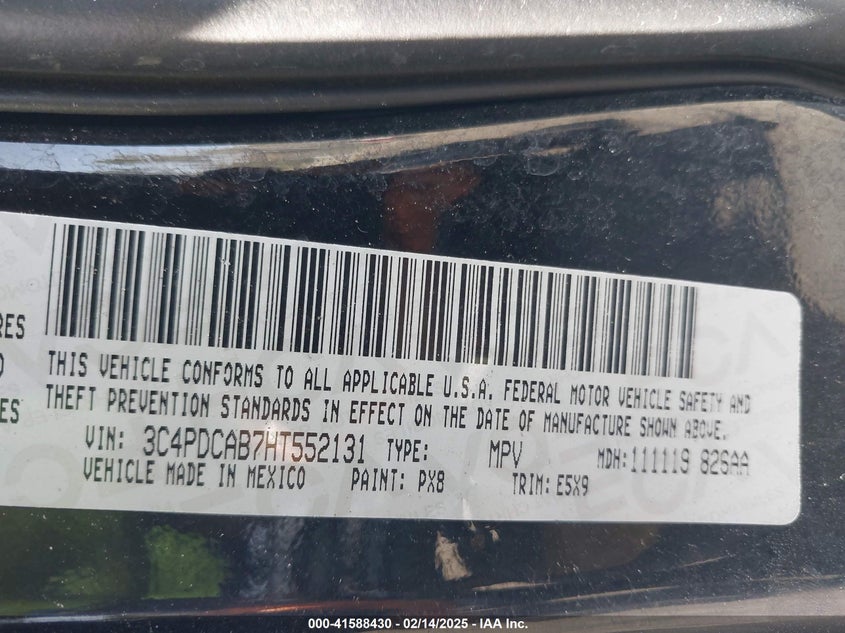 RES
THIS VEHICLE CONFORMS TO ALL APPLICABLE U.S.A. FEDERAL MOTOR VEHICLE SAFETY AND
ES THEFT PREVENTION STANDARDS IN EFFECT ON THE DATE OF MANUFACTURE SHOWN ABOVE.
VIN: 3C4PDCAB7HT552131 TYPE: MPV MDH: 111119 826AA
VEHICLE MADE IN MEXICO PAINT: PX8 TRIM: E5X9
000-41588430 - 02/14/2025 - IAA Inc.